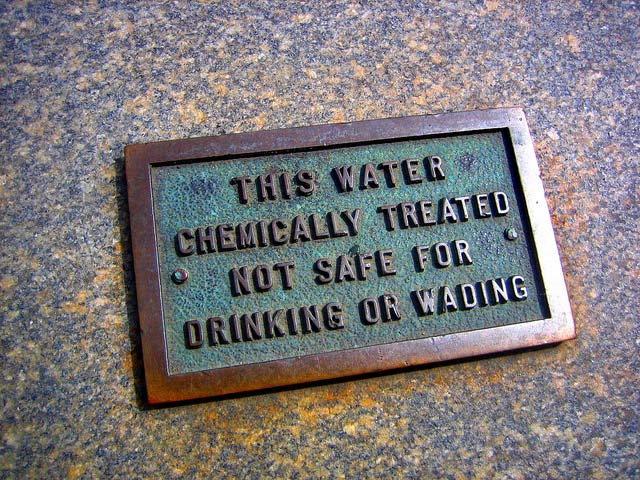 THIS WATER
CHEMICALLY TREATED
NOT SAFE FOR
DRINKING OR WADING